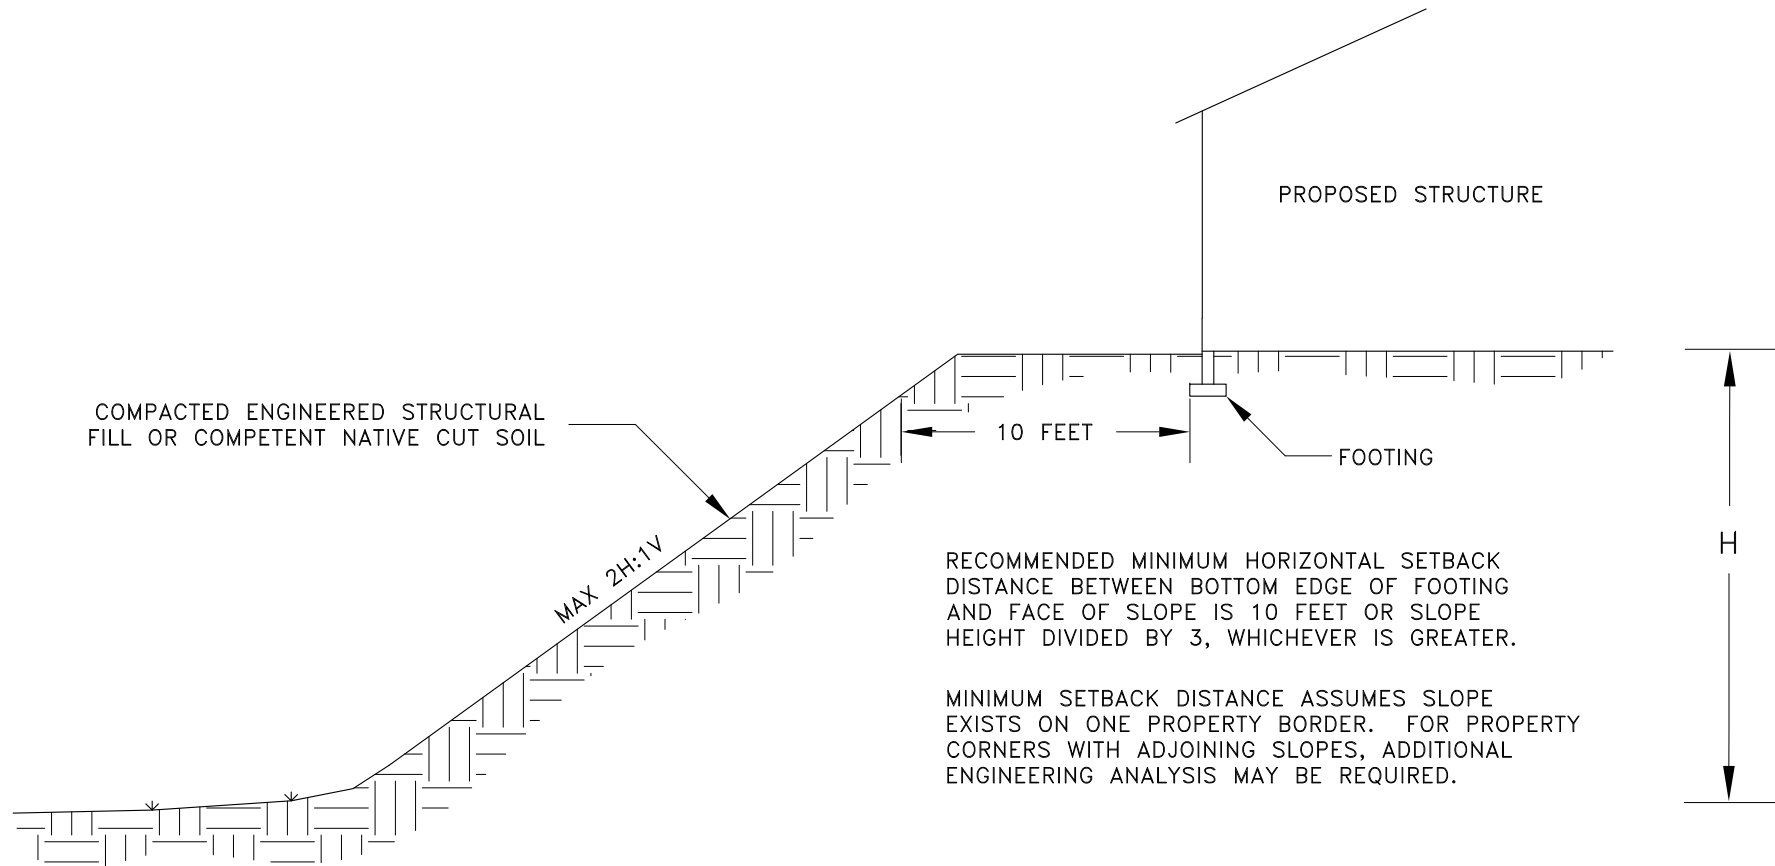 PROPOSED STRUCTURE
COMPACTED ENGINEERED STRUCTURAL
FILL OR COMPETENT NATIVE CUT SOIL
10 FEET
FOOTING
H
MAX 2H:1V
RECOMMENDED MINIMUM HORIZONTAL SETBACK
DISTANCE BETWEEN BOTTOM EDGE OF FOOTING
AND FACE OF SLOPE IS 10 FEET OR SLOPE
HEIGHT DIVIDED BY 3, WHICHEVER IS GREATER.
MINIMUM SETBACK DISTANCE ASSUMES SLOPE
EXISTS ON ONE PROPERTY BORDER. FOR PROPERTY
CORNERS WITH ADJOINING SLOPES, ADDITIONAL
ENGINEERING ANALYSIS MAY BE REQUIRED.